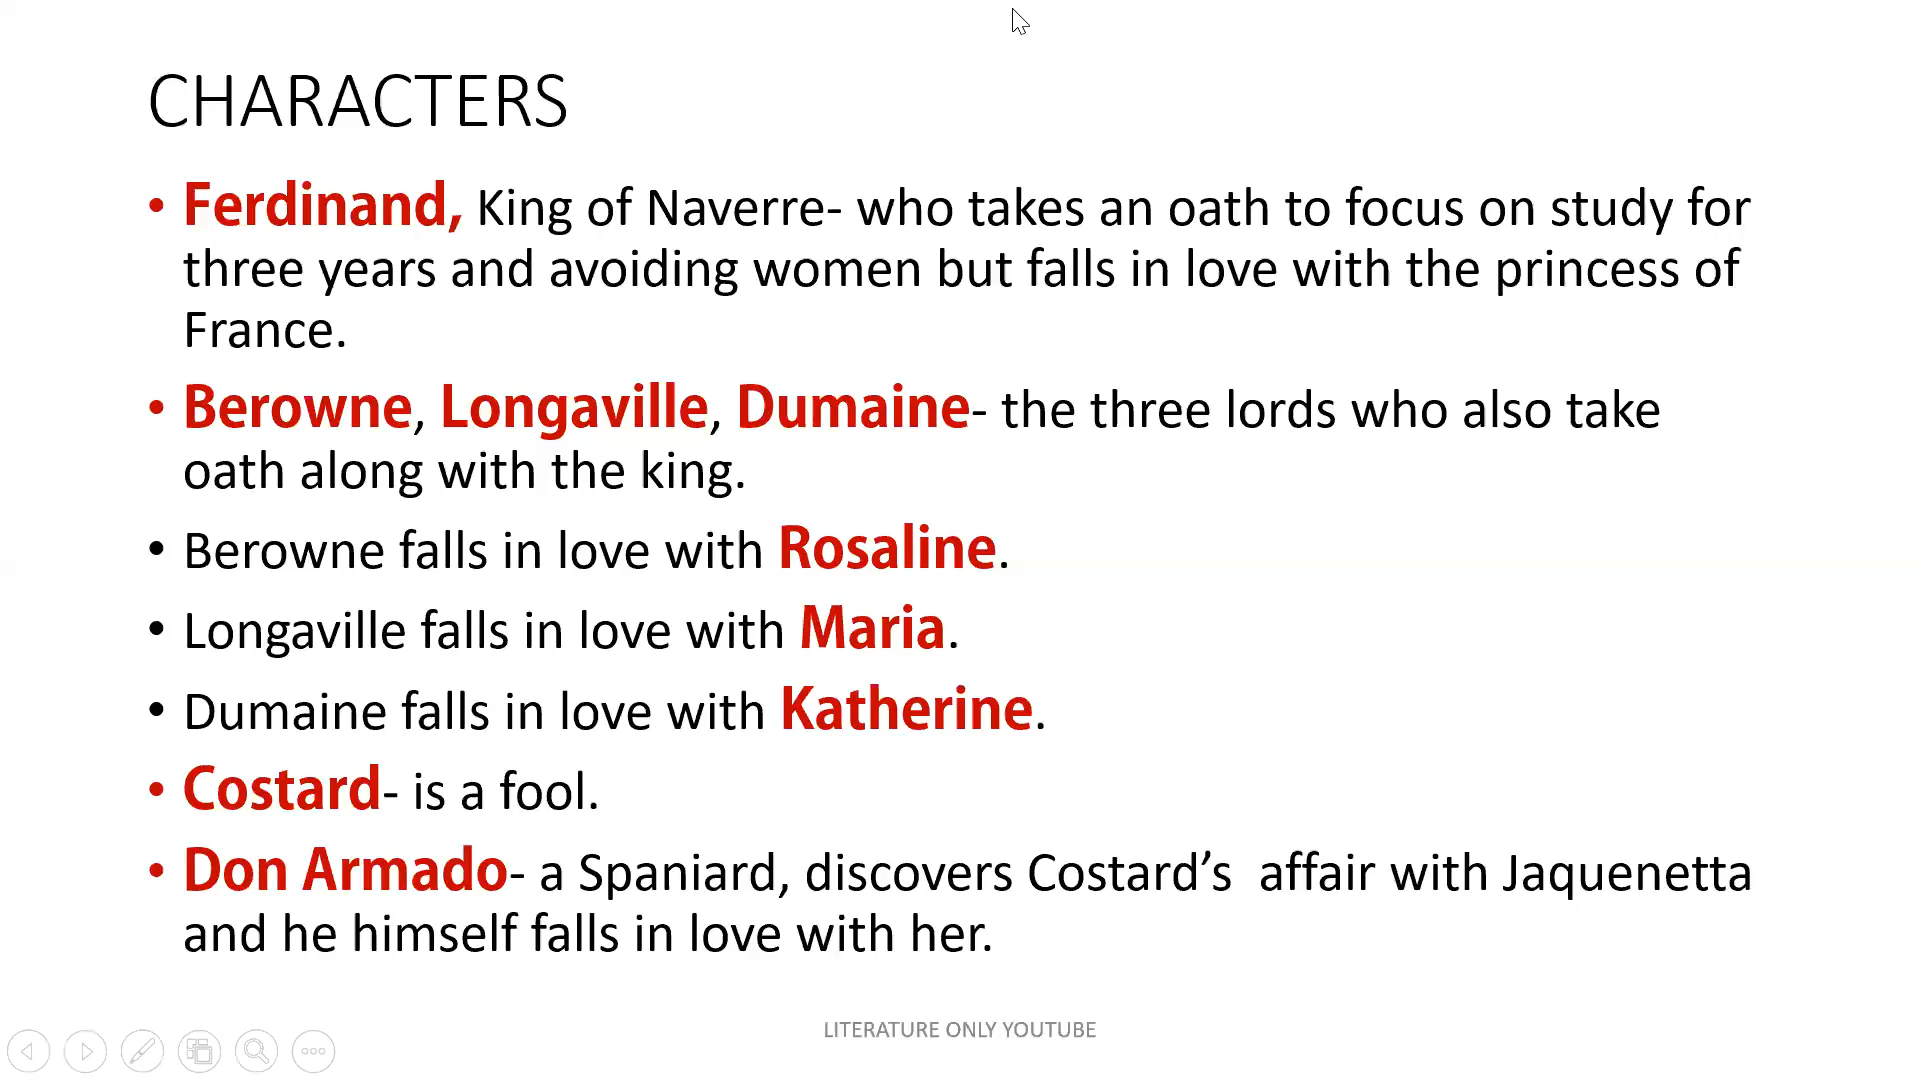 CHARACTERS
• Ferdinand, King of Naverre- who takes an oath to focus on study for
three years and avoiding women but falls in love with the princess of
France.
• Berowne, Longaville, Dumaine- the three lords who also take
oath along with the king.
• Berowne falls in love with Rosaline.
• Longaville falls in love with Maria.
• Dumaine falls in love with Katherine.
• Costard- is a fool.
• Don Armado- a Spaniard, discovers Costard’s  affair with Jaquenetta
and he himself falls in love with her.
LITERATURE ONLY YOUTUBE